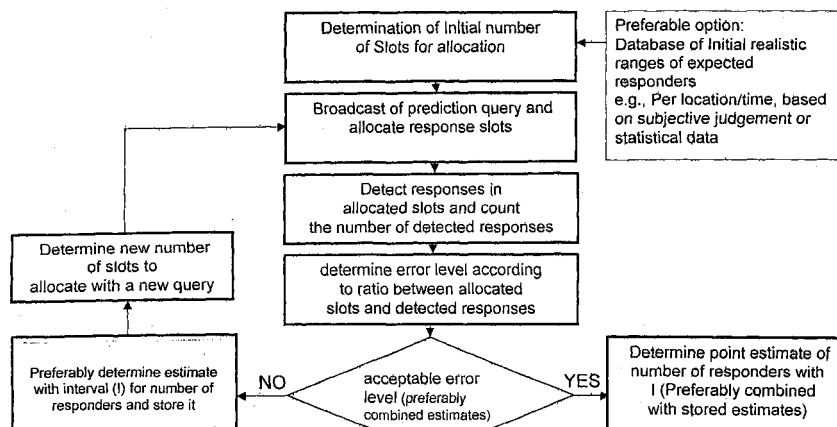 Determination of Initial number
of Slots for allocation
Preferable option:
Database of Initial realistic
ranges of expected
responders
e.g., Per location/time, based
on subjective judgement or
statistical data
Broadcast of prediction query and
allocate response slots
Detect responses in
allocated slots and count
the number of detected responses
Determine new number
of slots to
allocate with a new query
determine error level according
to ratio between allocated
slots and detected responses
Preferably determine estimate
with interval (!) for number of
responders and store it
NO
acceptable error
level (preferably
combined estimates)
YES
Determine point estimate of
number of responders with
I (Preferably combined
with stored estimates)